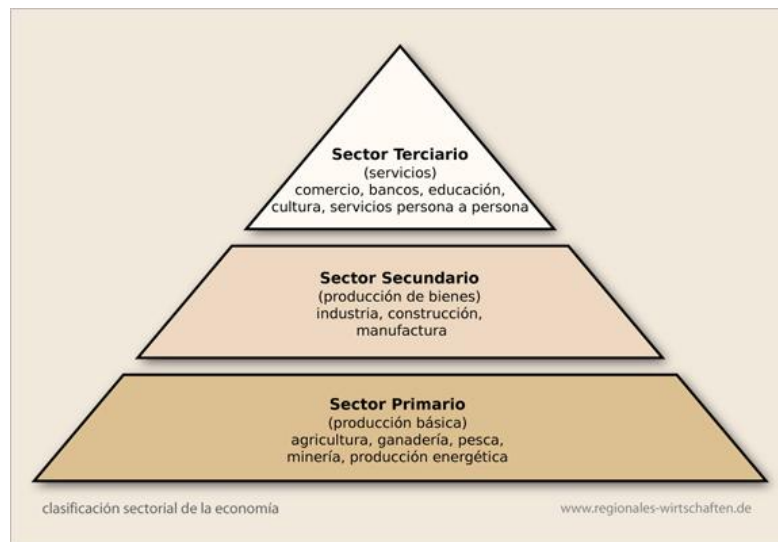 Sector Terciario
(servicios)
comercio, bancos, educación,
cultura, servicios persona a persona
Sector Secundario
(producción de bienes)
industria, construcción,
manufactura
Sector Primario
(producción básica)
agricultura, ganadería, pesca,
minería, producción energética
clasificación sectorial de la economía
www.regionales-wirtschaften.de